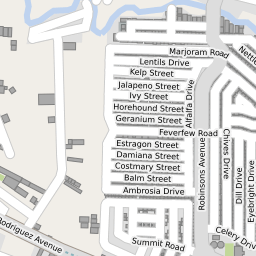 Marjoram Road
Lentils Drive
Kelp Street
Jalapeno Street
Ivy Street
Horehound Street
Geranium Street
Alfalfa Drive
Feverfew Road
Estragon Street
Damiana Street
Costmary Street
Balm Street
Ambrosia Drive
Robinsons Avenue
Chives Drive
Dill Drive
Eyebright Drive
Celery Drive
Summit Road
Rodriguez Avenue